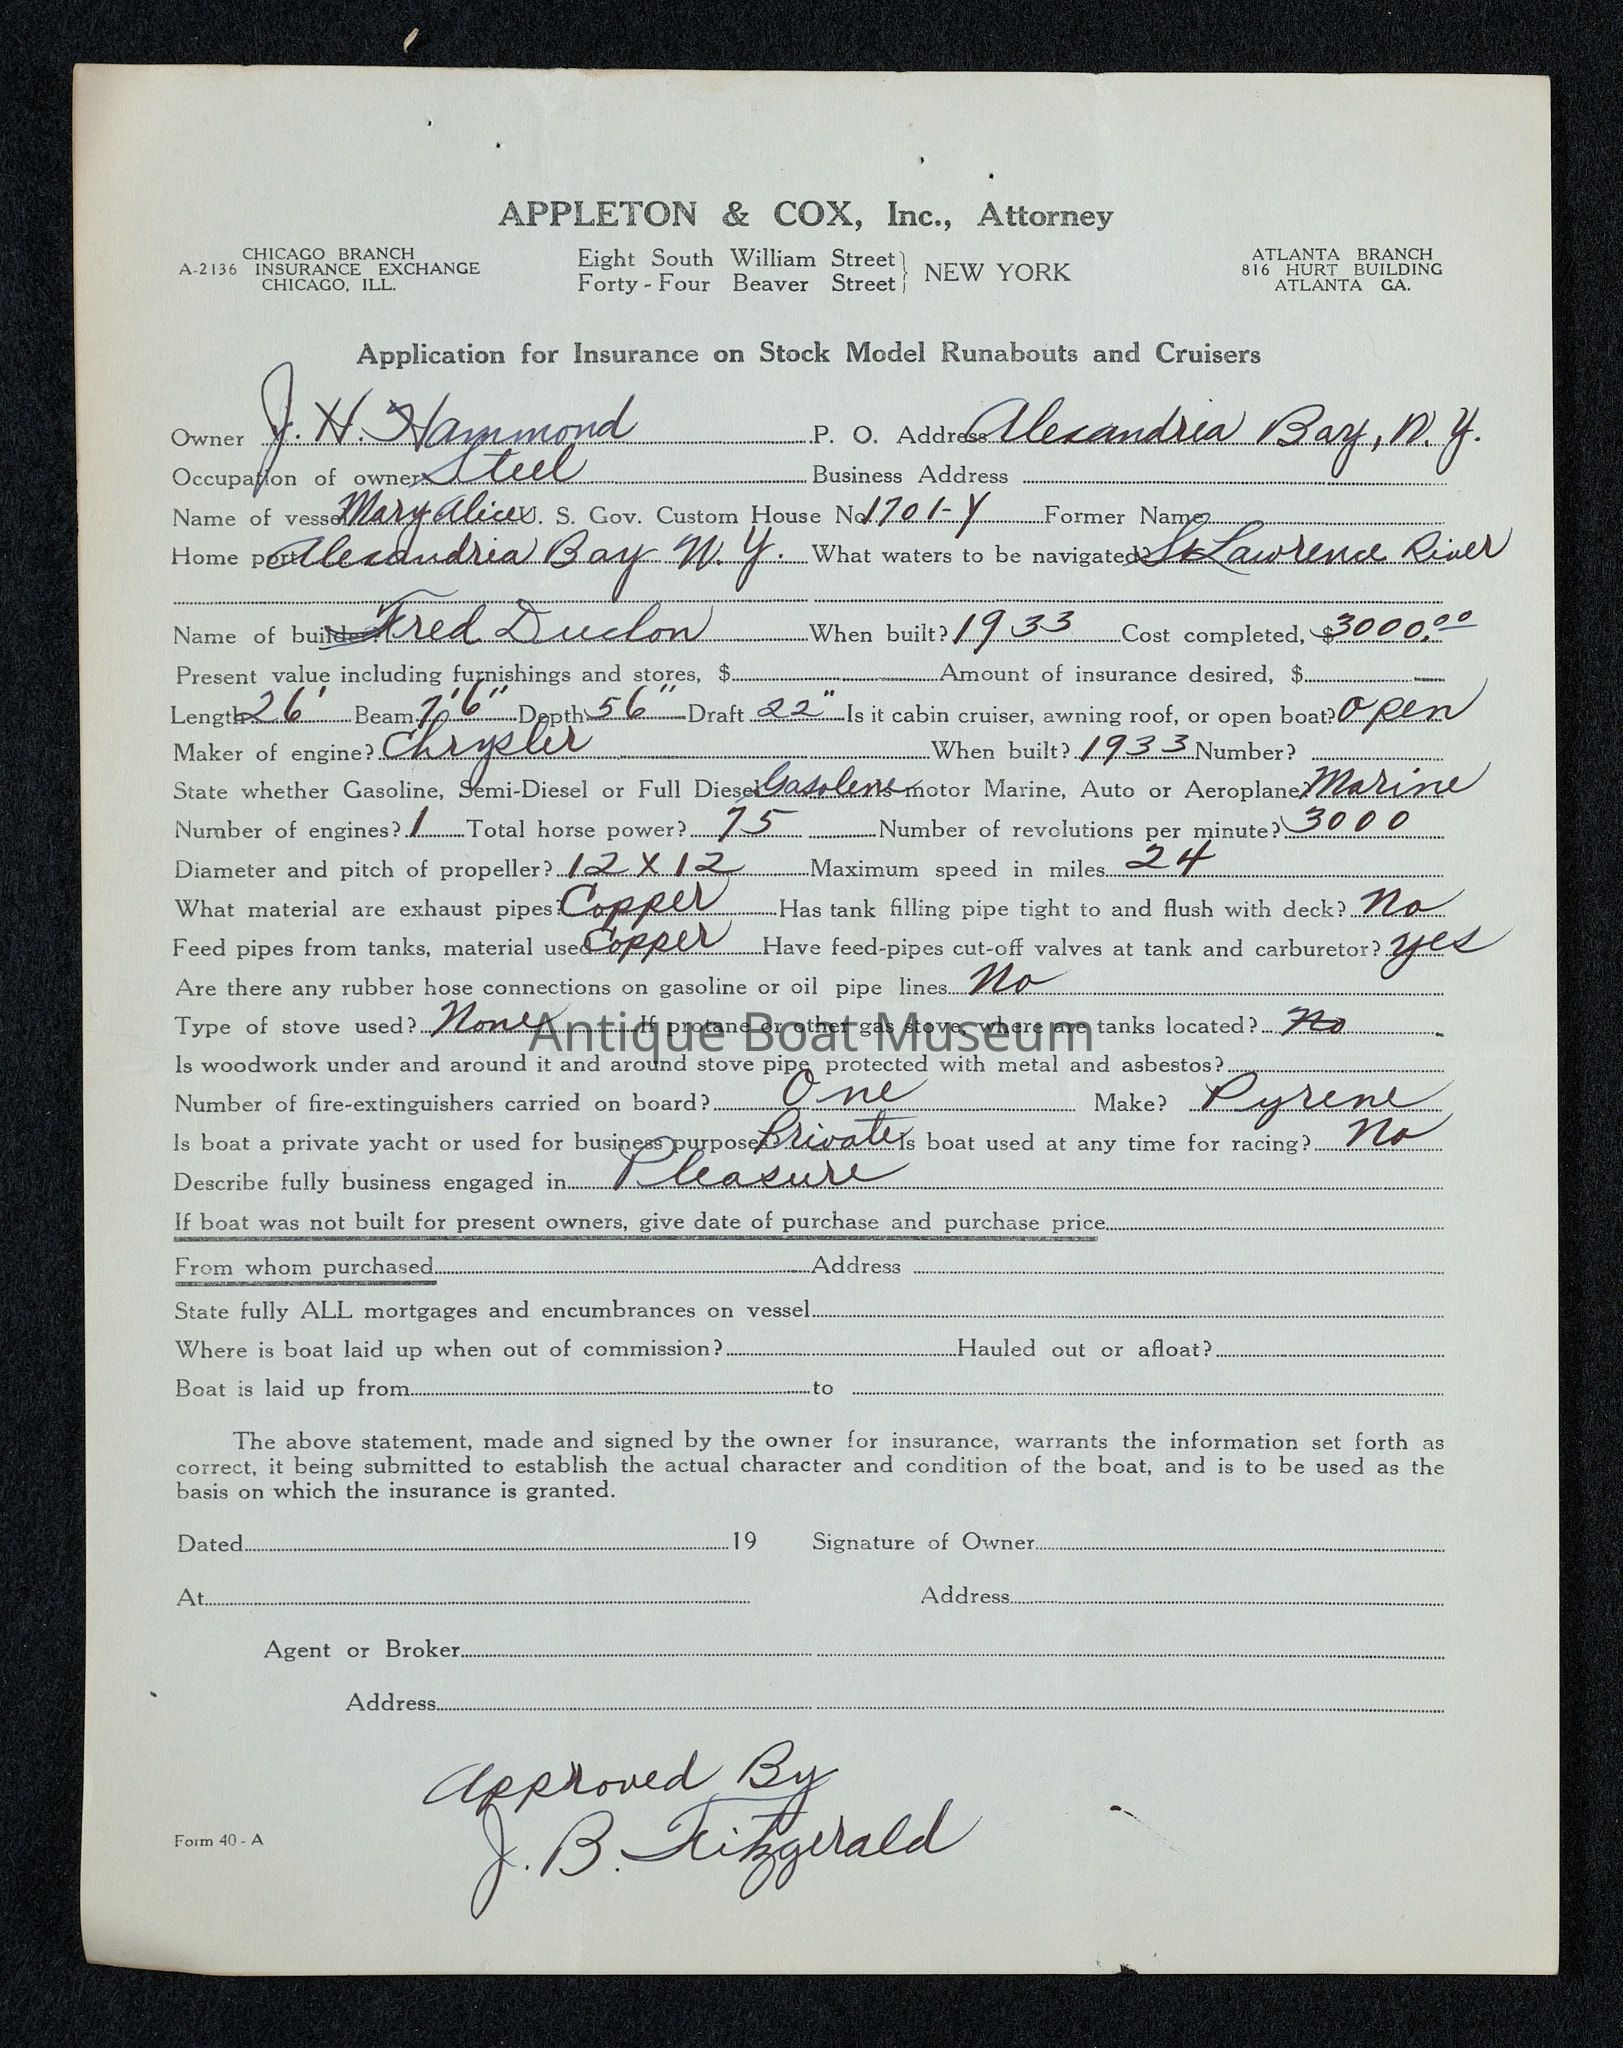 APPLETON & COX, Inc., Attorney
CHICAGO BRANCH
A-2136 INSURANCE EXCHANGE
CHICAGO, ILL.
Eight South William Street
Forty-Four Beaver Street
NEW YORK
ATLANTA BRANCH
816 HURT BUILDING
ATLANTA GA.
Application for Insurance on Stock Model Runabouts and Cruisers
Owner J. H. Hammond P. O. Address Alexandria Bay, N. Y.
Occupation of owner Steel Business Address
Name of vessel Mary Alice U. S. Gov. Custom House No 1701-Y Former Name
Home port Alexandria Bay N. Y. What waters to be navigated? St Lawrence River
Name of builder Fred Duclon When built? 1933 Cost completed, $3000.00
Present value including furnishings and stores, $ Amount of insurance desired, $
Length 26' Beam 7'6" Depth 56" Draft 22" Is it cabin cruiser, awning roof, or open boat? Open
Maker of engine? Chrysler When built? 1933 Number?
State whether Gasoline, Semi-Diesel or Full Diesel Gasolene Is motor Marine, Auto or Aeroplane Marine
Number of engines? 1 Total horse power? 75 Number of revolutions per minute? 3000
Diameter and pitch of propeller? 12 X 12 Maximum speed in miles 24
What material are exhaust pipes? Copper Has tank filling pipe tight to and flush with deck? No
Feed pipes from tanks, material used Copper Have feed-pipes cut-off valves at tank and carburetor? yes
Are there any rubber hose connections on gasoline or oil pipe lines No
Type of stove used? None If protane or other gas stove, where are tanks located? No
Antique Boat Museum
Is woodwork under and around it and around stove pipe protected with metal and asbestos?
Number of fire-extinguishers carried on board? One Make? Pyrene
Is boat a private yacht or used for business purposes Private Is boat used at any time for racing? No
Describe fully business engaged in Pleasure
If boat was not built for present owners, give date of purchase and purchase price
From whom purchased Address
State fully ALL mortgages and encumbrances on vessel
Where is boat laid up when out of commission? Hauled out or afloat?
Boat is laid up from to
The above statement, made and signed by the owner for insurance, warrants the information set forth as
correct, it being submitted to establish the actual character and condition of the boat, and is to be used as the
basis on which the insurance is granted.
Dated 19 Signature of Owner
At Address
Agent or Broker
Address
Approved By
J. B. Fitzgerald
Form 40-A